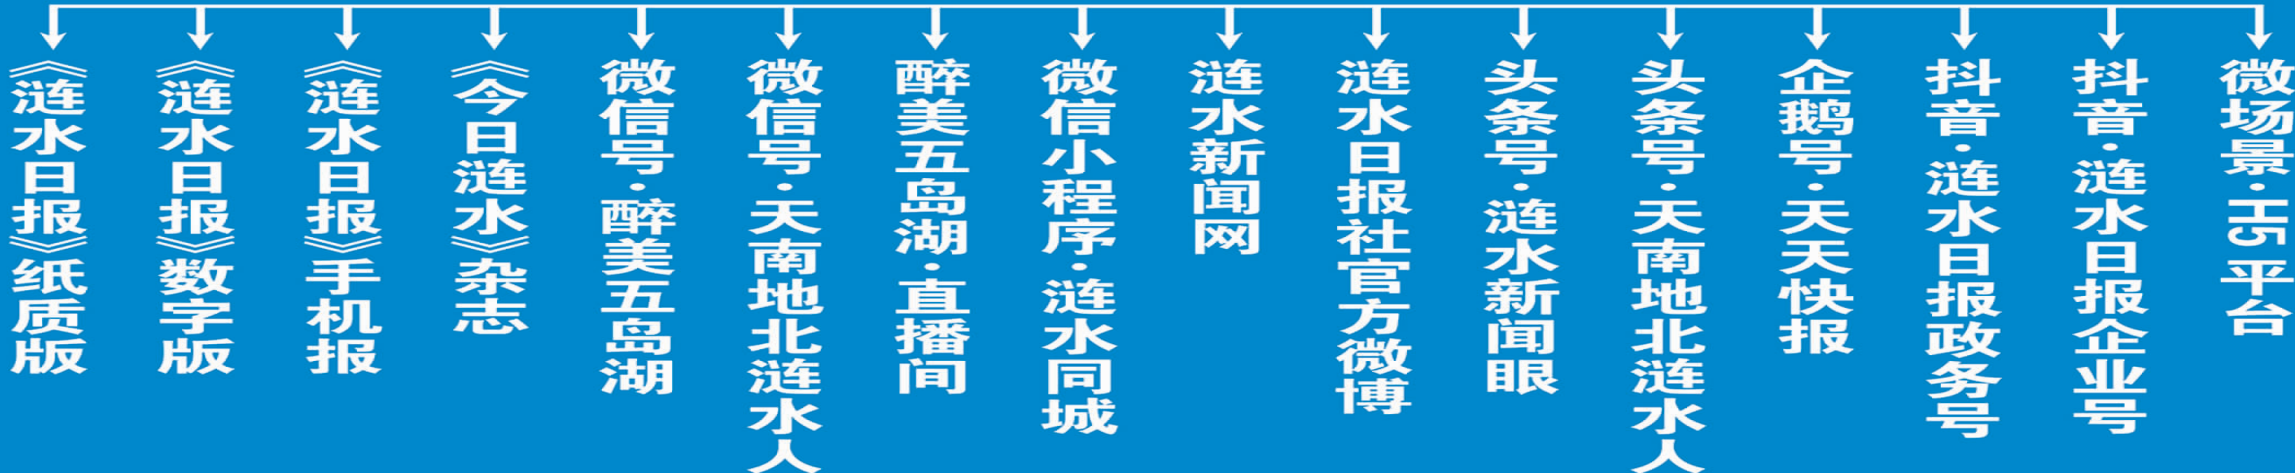 《涟水日报》纸质版
《涟水日报》数字版
《涟水日报》手机报
《今日涟水》杂志
微信号·醉美五岛湖
微信号·天南地北涟水人
醉美五岛湖·直播间
微信小程序·涟水同城
涟水新闻网
涟水日报社官方微博
头条号·涟水新闻眼
头条号·天南地北涟水人
企鹅号·天天快报
抖音·涟水日报政务号
抖音·涟水日报企业号
微场景·H5平台